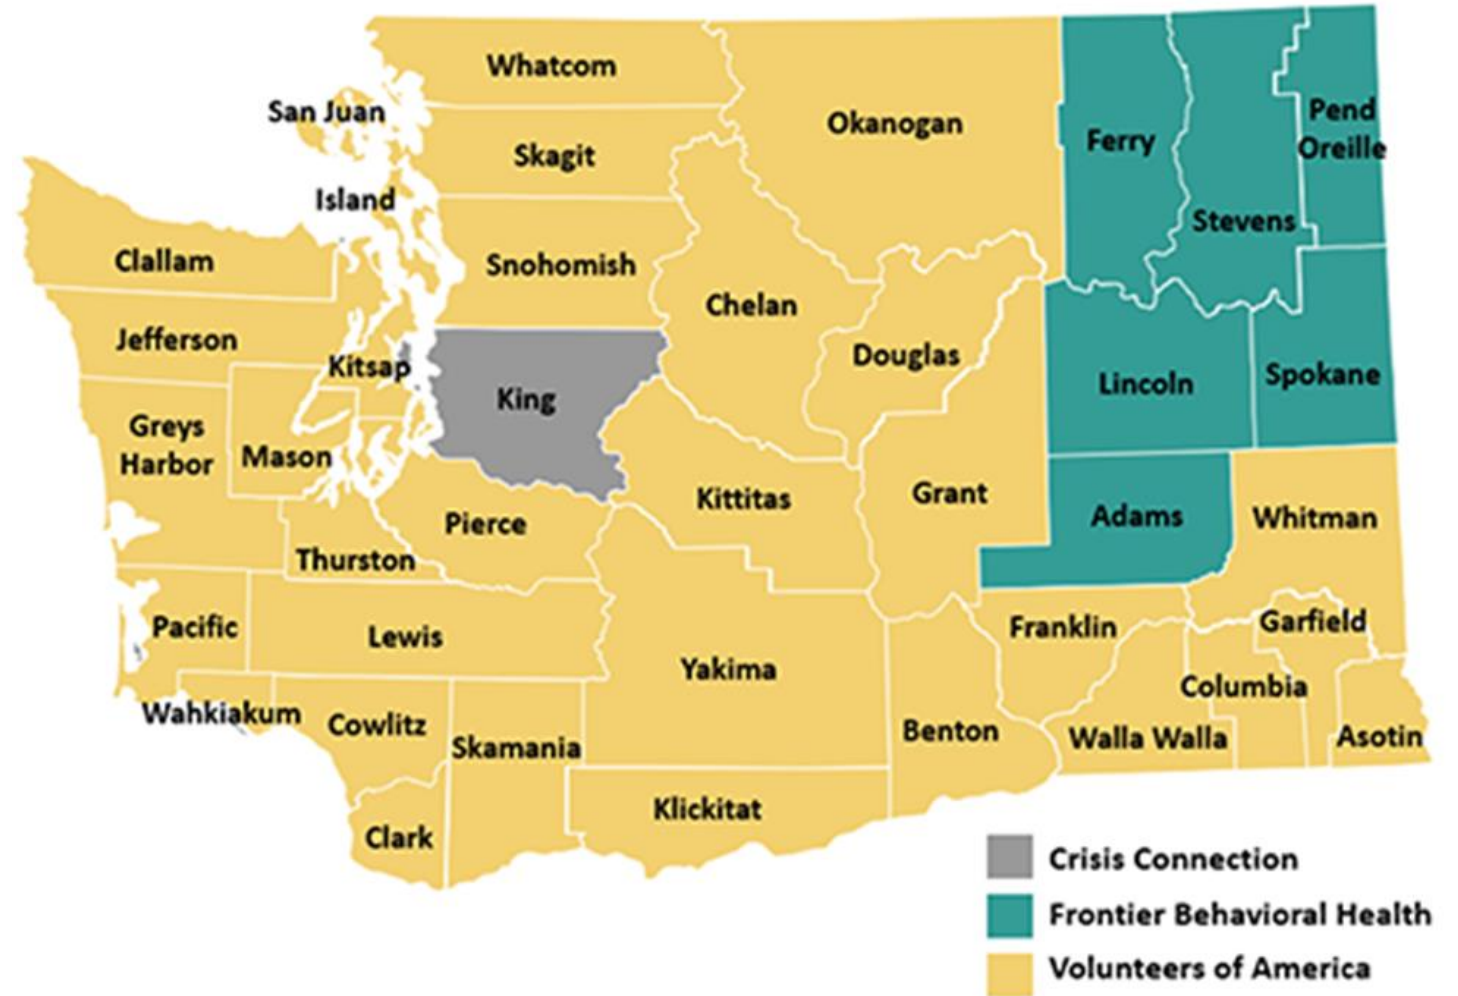 Whatcom
San Juan
Okanogan
Pend
Oreille
Ferry
Skagit
Island
Stevens
Clallam
Snohomish
Chelan
Jefferson
Douglas
Kitsap
Spokane
Lincoln
King
Greys
Harbor
Mason
Grant
Kittitas
Adams
Whitman
Pierce
Thurston
Garfield
Pacific
Franklin
Lewis
Yakima
Columbia
Wahkiakum
Cowlitz
Benton
Walla Walla
Asotin
Skamania
Klickitat
Clark
Crisis Connection
Frontier Behavioral Health
Volunteers of America